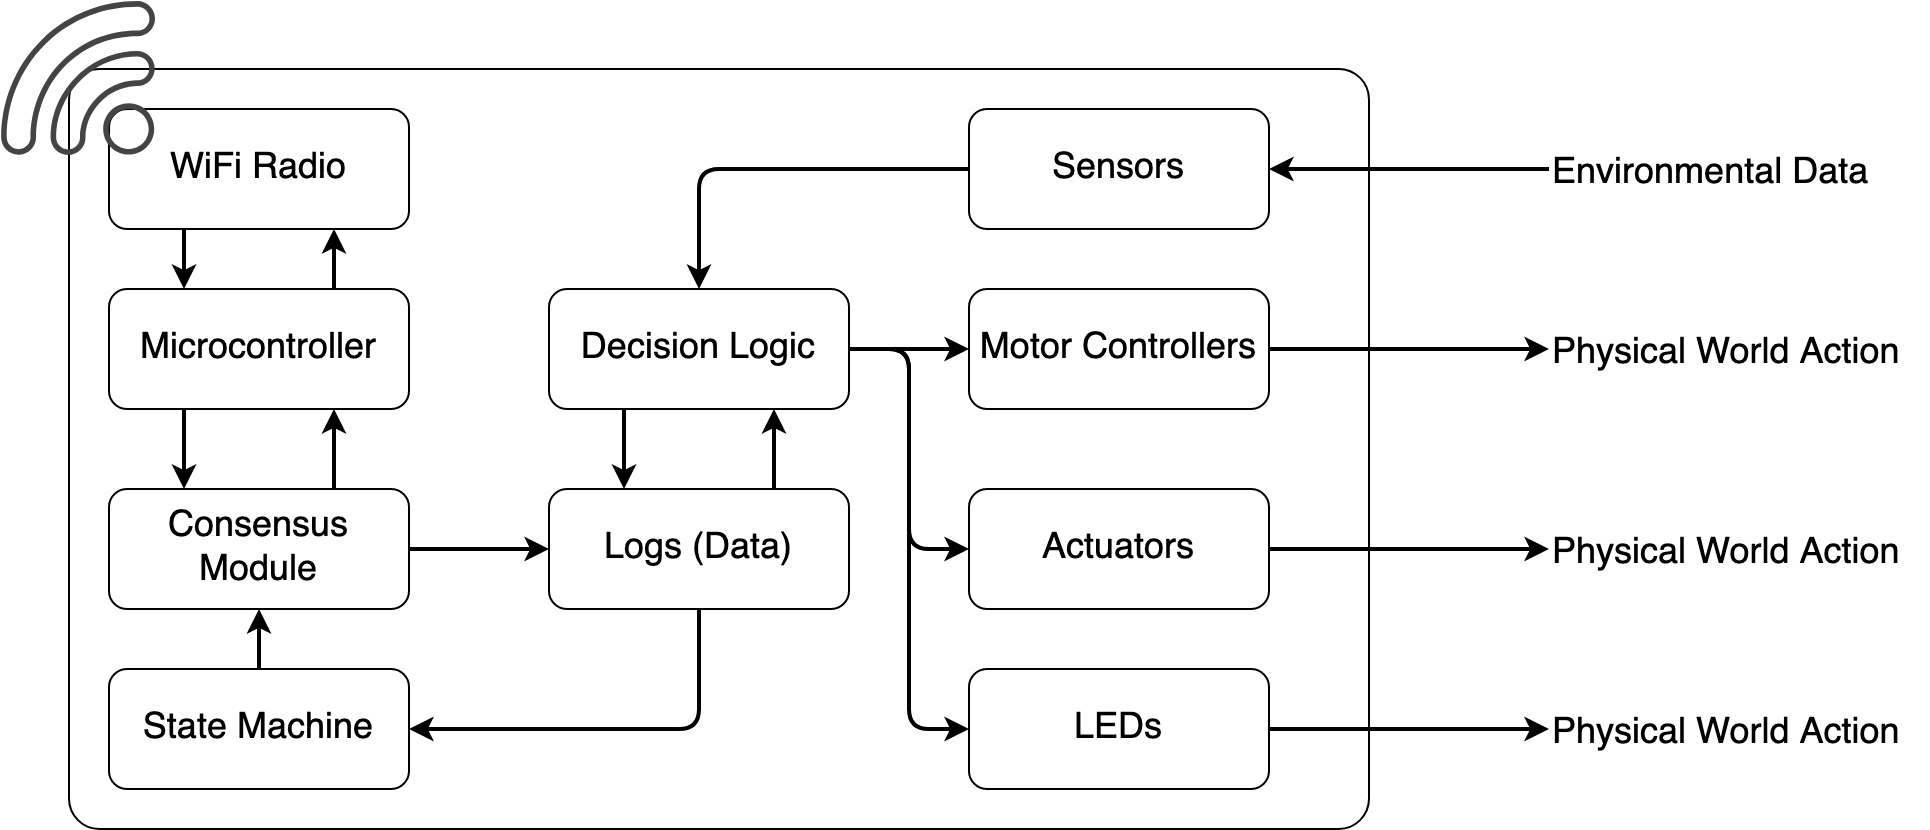 WiFi Radio
Sensors
Environmental Data
Microcontroller
Decision Logic
Motor Controllers
Physical World Action
Consensus
Module
Logs (Data)
Actuators
Physical World Action
State Machine
LEDs
Physical World Action